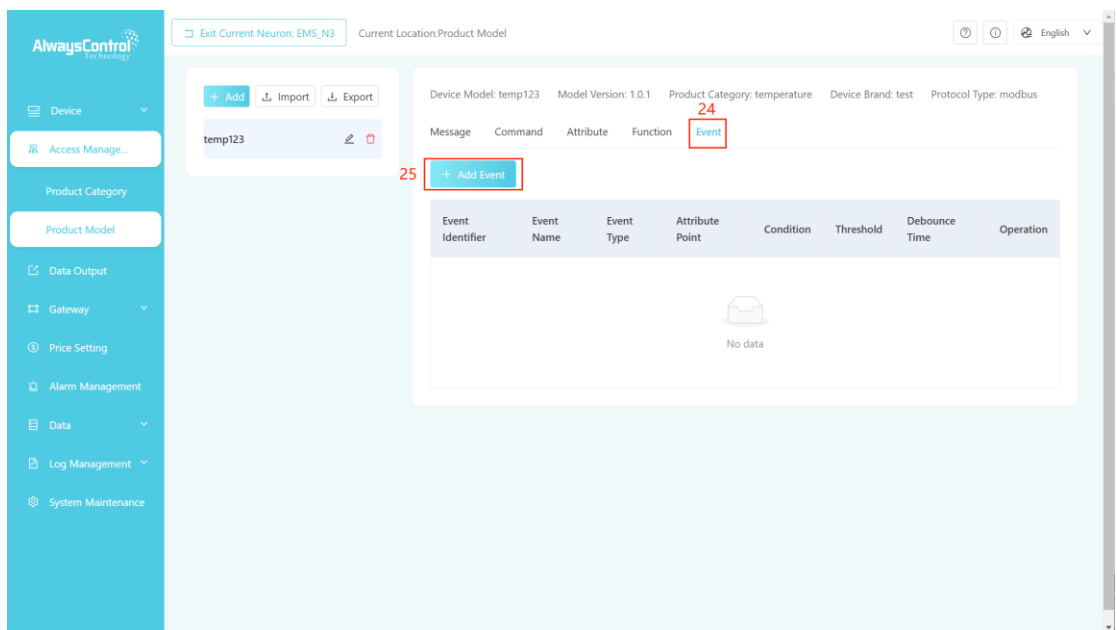 AlwaysControl
Technology
Exit Current Neuron: EMS_N3
Current Location:Product Model
English
Device
Access Manage...
Product Category
Product Model
Data Output
Gateway
Price Setting
Alarm Management
Data
Log Management
System Maintenance
+ Add
Import
Export
temp123
Device Model: temp123
Model Version: 1.0.1
Product Category: temperature
Device Brand: test
Protocol Type: modbus
24
Message
Command
Attribute
Function
Event
25
+ Add Event
Event Identifier
Event Name
Event Type
Attribute Point
Condition
Threshold
Debounce Time
Operation
No data